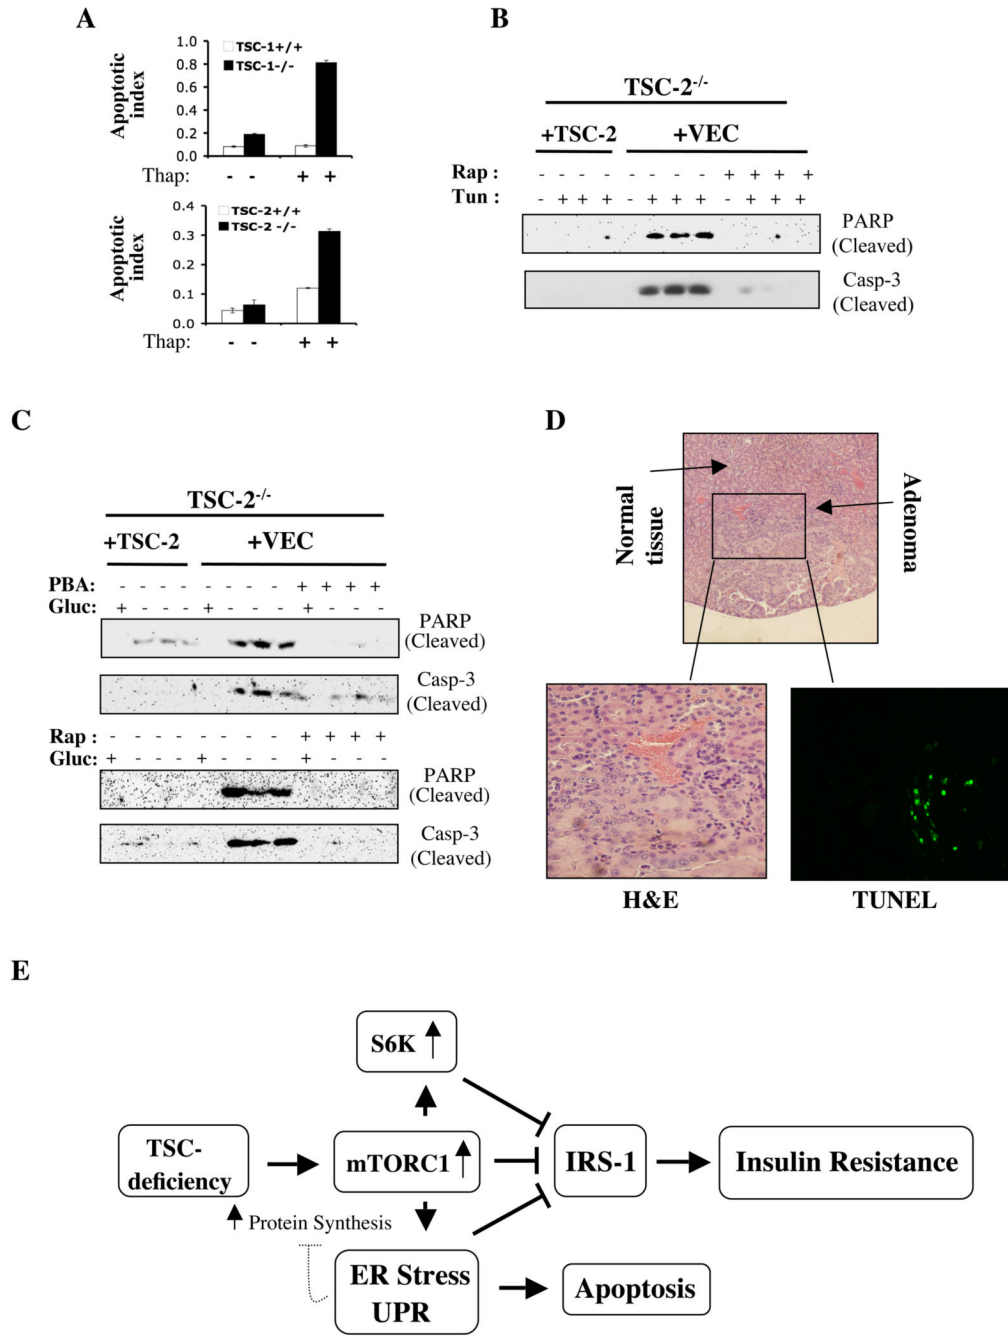 A
Apoptotic index
1.0
0.8
0.6
0.4
0.2
0.0
TSC-1+/+
TSC-1-/-
Thap: - - + +
Apoptotic index
0.4
0.3
0.2
0.1
0.0
TSC-2+/+
TSC-2 -/-
Thap: - - + +
B
TSC-2-/-
+TSC-2 +VEC
Rap : - - - - - - - - + + + +
Tun : - + + + - + + + - + + +
PARP
(Cleaved)
Casp-3
(Cleaved)
C
TSC-2-/-
+TSC-2 +VEC
PBA: - - - - - - - - + + + +
Gluc: + - - - + - - - + - - -
PARP
(Cleaved)
Casp-3
(Cleaved)
Rap : - - - - - - - - + + + +
Gluc: + - - - + - - - + - - -
PARP
(Cleaved)
Casp-3
(Cleaved)
D
Normal
tissue
Adenoma
H&E
TUNEL
E
S6K
TSC-
deficiency
mTORC1
IRS-1
Insulin Resistance
Protein Synthesis
ER Stress
UPR
Apoptosis